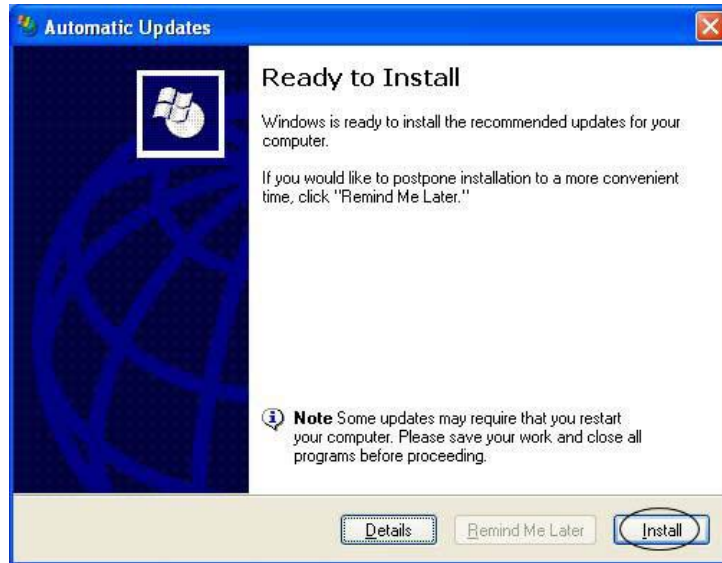 Automatic Updates
Ready to Install
Windows is ready to install the recommended updates for your
computer.
If you would like to postpone installation to a more convenient
time, click "Remind Me Later."
Note Some updates may require that you restart
your computer. Please save your work and close all
programs before proceeding.
Details Remind Me Later Install